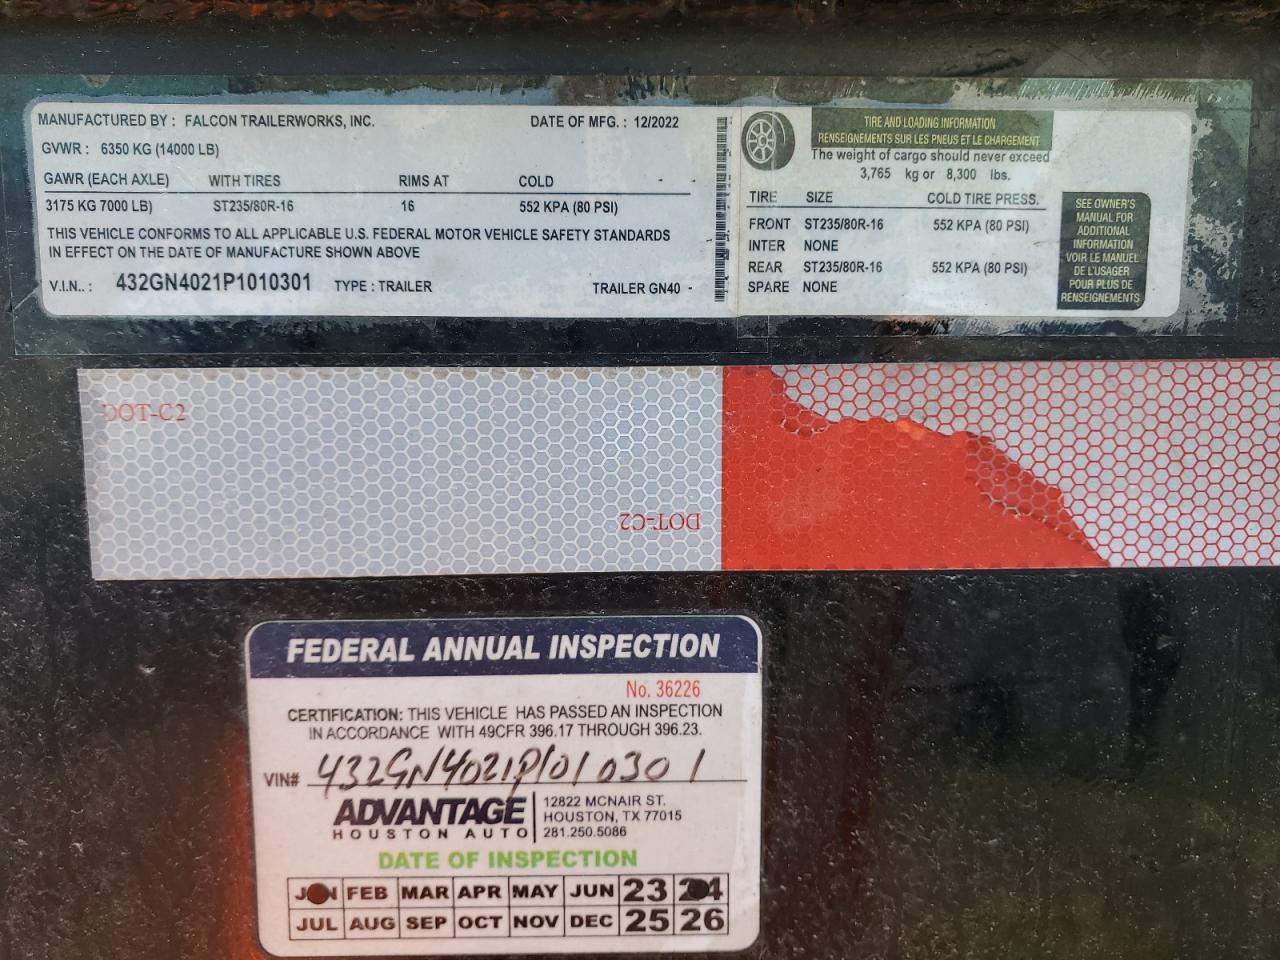 MANUFACTURED BY : FALCON TRAILERWORKS, INC. DATE OF MFG. : 12/2022
GVWR : 6350 KG (14000 LB)
GAWR (EACH AXLE) WITH TIRES RIMS AT COLD
3175 KG 7000 LB) ST235/80R-16 16 552 KPA (80 PSI)
THIS VEHICLE CONFORMS TO ALL APPLICABLE U.S. FEDERAL MOTOR VEHICLE SAFETY STANDARDS
IN EFFECT ON THE DATE OF MANUFACTURE SHOWN ABOVE
V.I.N.. : 432GN4021P1010301 TYPE : TRAILER TRAILER GN40 -
TIRE AND LOADING INFORMATION
RENSEIGNEMENTS SUR LES PNEUS ET LE CHARGEMENT
The weight of cargo should never exceed
3,765 kg or 8,300 lbs.
TIRE SIZE COLD TIRE PRESS.
FRONT ST235/80R-16 552 KPA (80 PSI)
INTER NONE
REAR ST235/80R-16 552 KPA (80 PSI)
SPARE NONE
SEE OWNER'S
MANUAL FOR
ADDITIONAL
INFORMATION
VOIR LE MANUEL
DE L'USAGER
POUR PLUS DE
RENSEIGNEMENTS
DOT-C2
DOT-C2
FEDERAL ANNUAL INSPECTION
No. 36226
CERTIFICATION: THIS VEHICLE HAS PASSED AN INSPECTION
IN ACCORDANCE WITH 49CFR 396.17 THROUGH 396.23.
VIN# 432GN4021P1010301
ADVANTAGE
HOUSTON AUTO
12822 MCNAIR ST.
HOUSTON, TX 77015
281.250.5086
DATE OF INSPECTION
JAN FEB MAR APR MAY JUN 23 24
JUL AUG SEP OCT NOV DEC 25 26